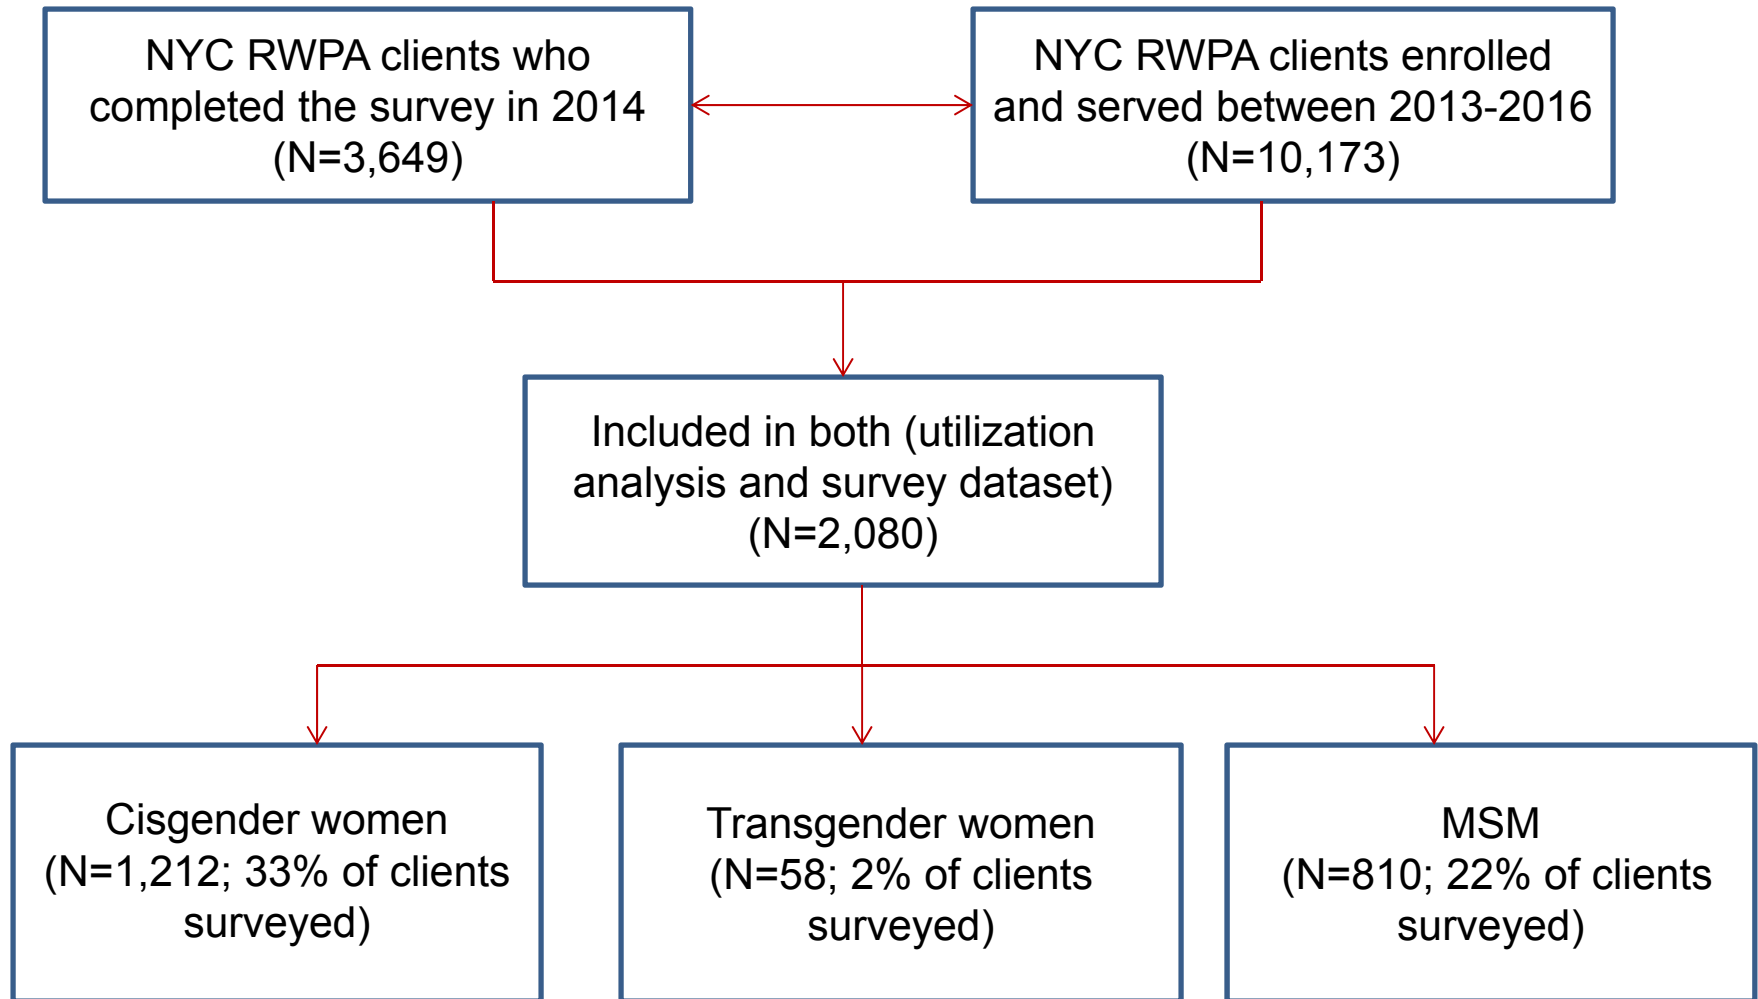 NYC RWPA clients who
completed the survey in 2014
(N=3,649)
NYC RWPA clients enrolled
and served between 2013-2016
(N=10,173)
Included in both (utilization
analysis and survey dataset)
(N=2,080)
Cisgender women
(N=1,212; 33% of clients
surveyed)
Transgender women
(N=58; 2% of clients
surveyed)
MSM
(N=810; 22% of clients
surveyed)